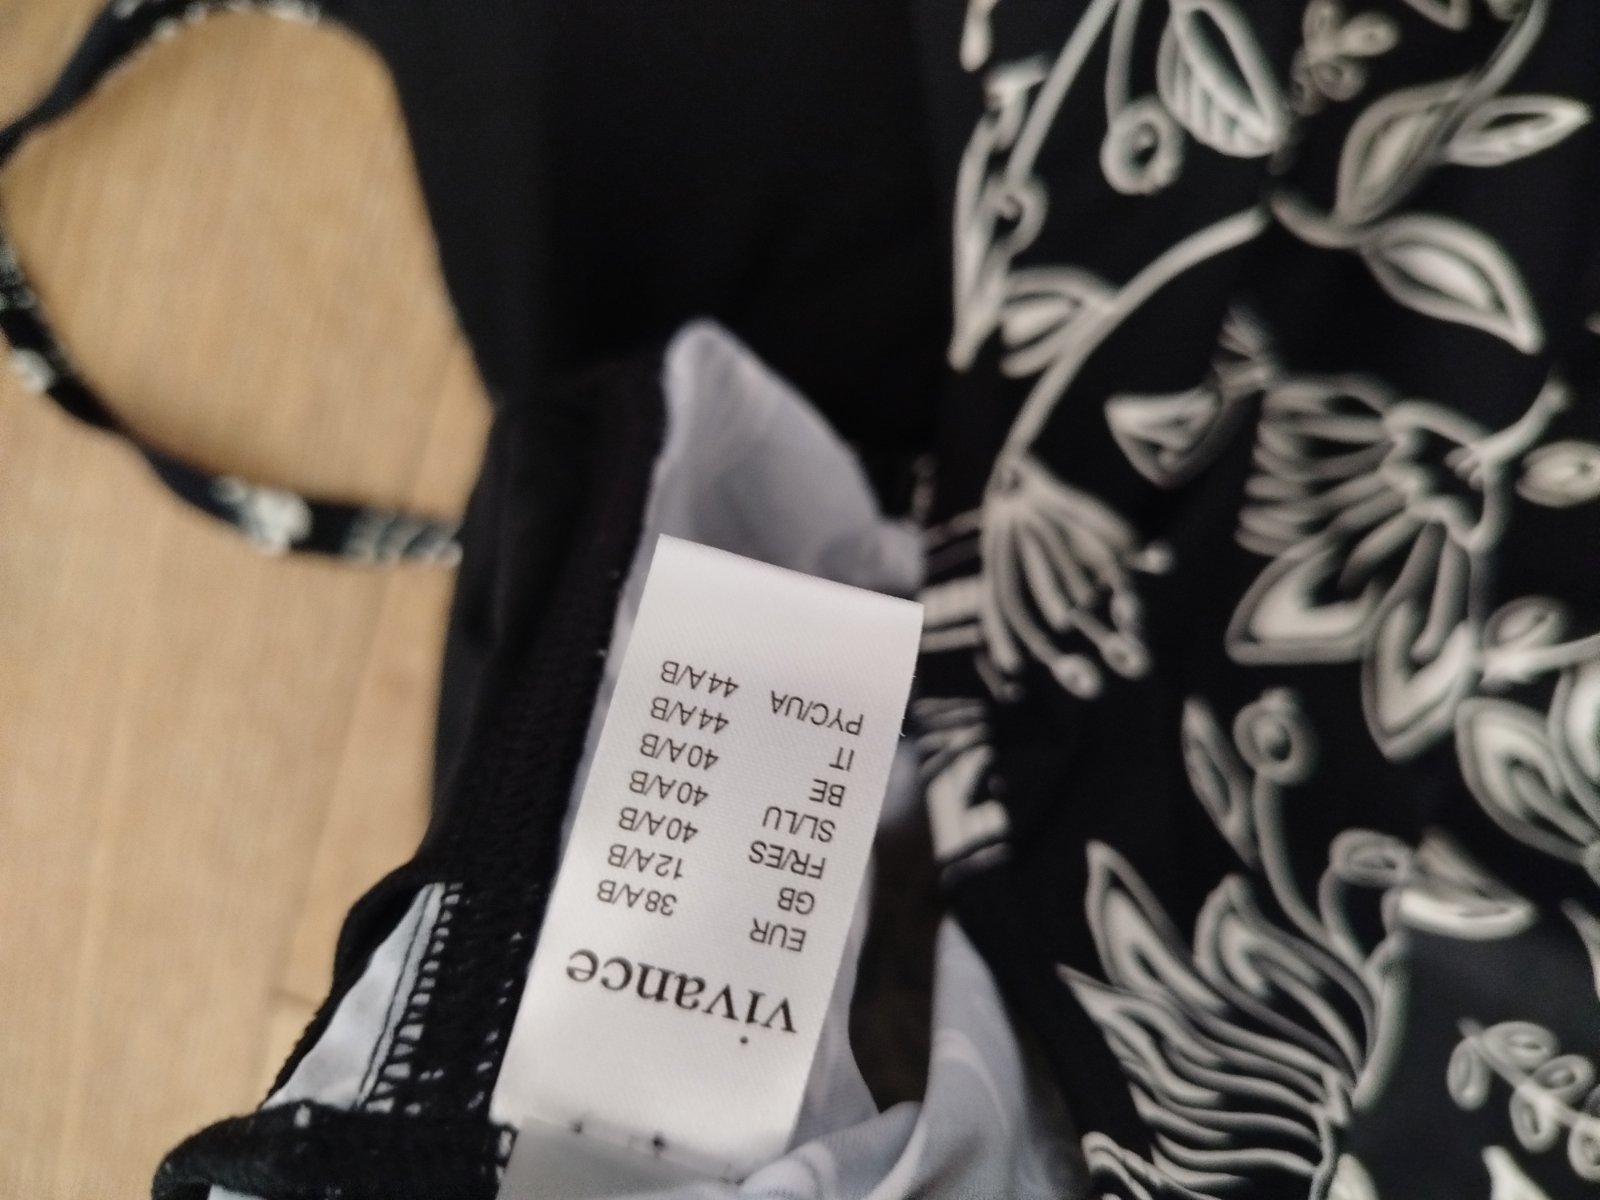 vivance
EUR 38A/B
GB 12A/B
FR/ES 40A/B
SL/LU 40A/B
BE 40A/B
IT 44A/B
PYC/UA 44A/B